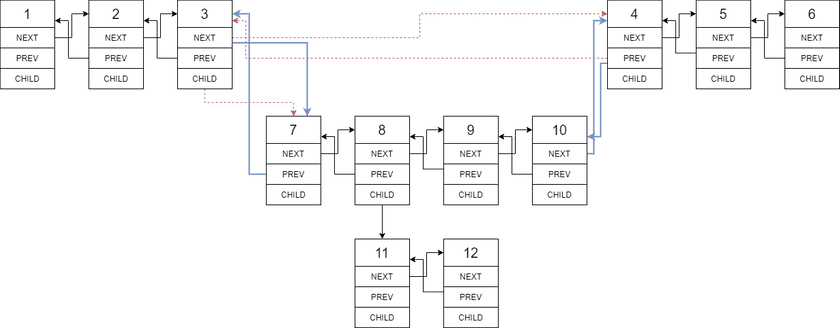 1 2 3 4 5 6
NEXT NEXT NEXT NEXT NEXT NEXT
PREV PREV PREV PREV PREV PREV
CHILD CHILD CHILD CHILD CHILD CHILD
7 8 9 10
NEXT NEXT NEXT NEXT
PREV PREV PREV PREV
CHILD CHILD CHILD CHILD
11 12
NEXT NEXT
PREV PREV
CHILD CHILD